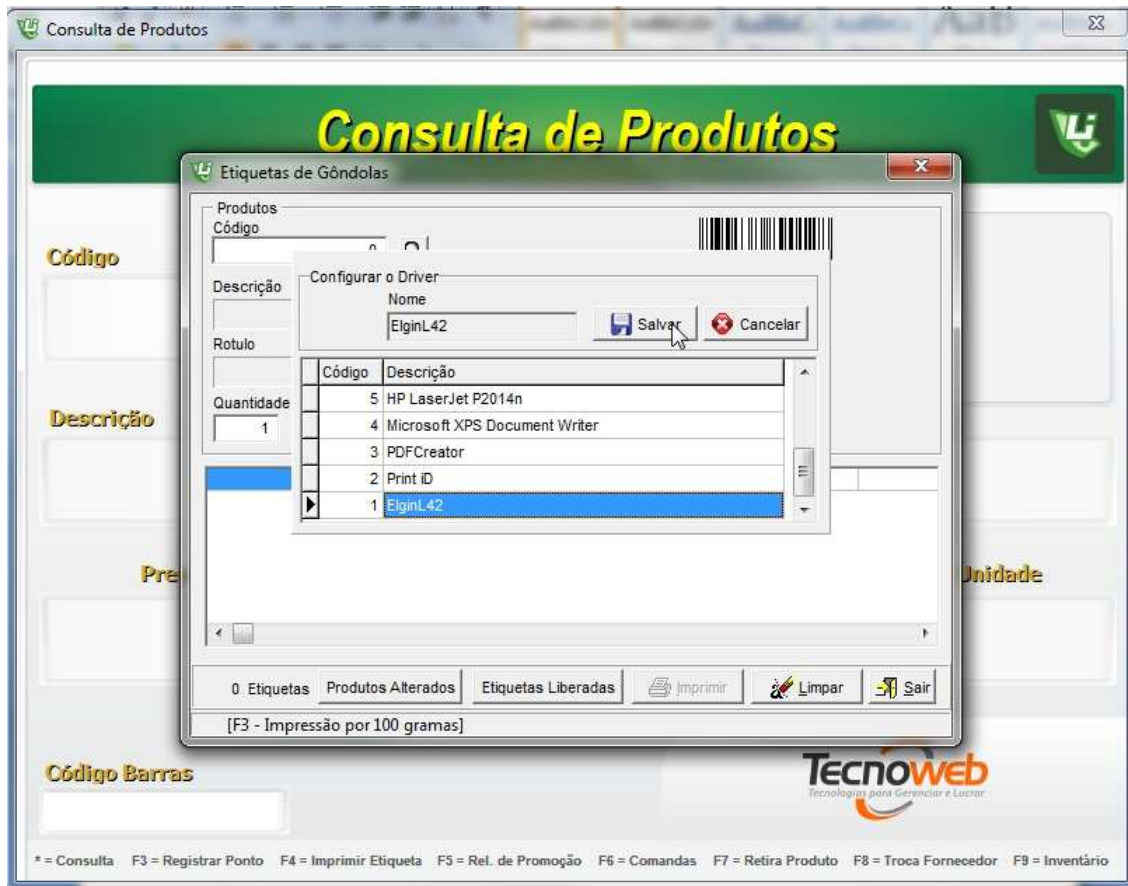 Consulta de Produtos
Consulta de Produtos
Etiquetas de Gôndolas
Produtos
Código
0
Código
Configurar o Driver
Descrição
Nome
ElginL42
Salvar
Cancelar
Rotulo
Código Descrição
5 HP LaserJet P2014n
Quantidade
1
4 Microsoft XPS Document Writer
Descrição
3 PDFCreator
2 Print iD
1 ElginL42
Pre
Unidade
0 Etiquetas Produtos Alterados Etiquetas Liberadas Imprimir Limpar Sair
[F3 - Impressão por 100 gramas]
Código Barras
Tecnoweb
Tecnologias para Gerenciar e Lucrar
* = Consulta F3 = Registrar Ponto F4 = Imprimir Etiqueta F5 = Rel. de Promoção F6 = Comandas F7 = Retira Produto F8 = Troca Fornecedor F9 = Inventàrio